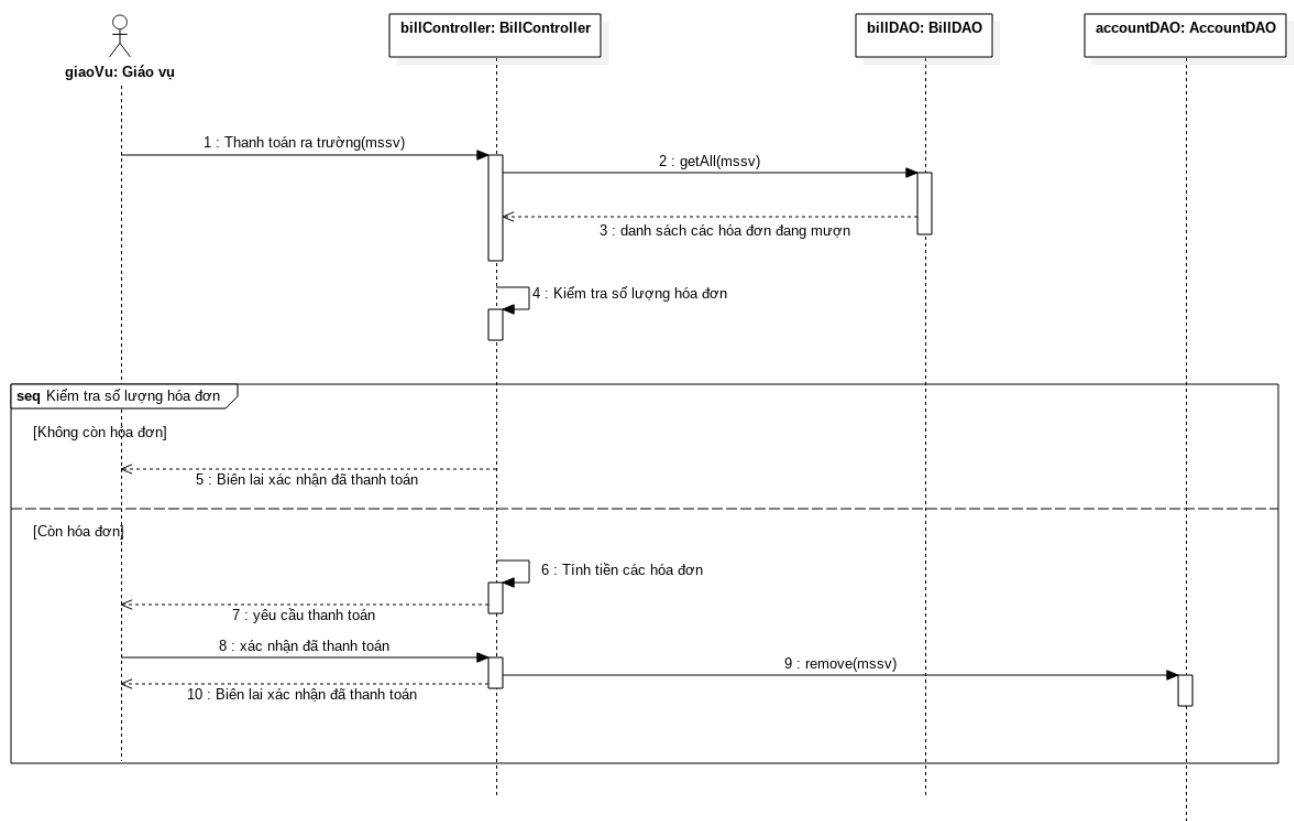 billController: BillController
billDAO: BillDAO
accountDAO: AccountDAO
giaoVu: Giáo vụ
1 : Thanh toán ra trường(mssv)
2 : getAll(mssv)
3 : danh sách các hóa đơn đang mượn
4 : Kiểm tra số lượng hóa đơn
seq Kiểm tra số lượng hóa đơn
[Không còn hóa đơn]
5 : Biên lai xác nhận đã thanh toán
[Còn hóa đơn]
6 : Tính tiền các hóa đơn
7 : yêu cầu thanh toán
8 : xác nhận đã thanh toán
9 : remove(mssv)
10 : Biên lai xác nhận đã thanh toán